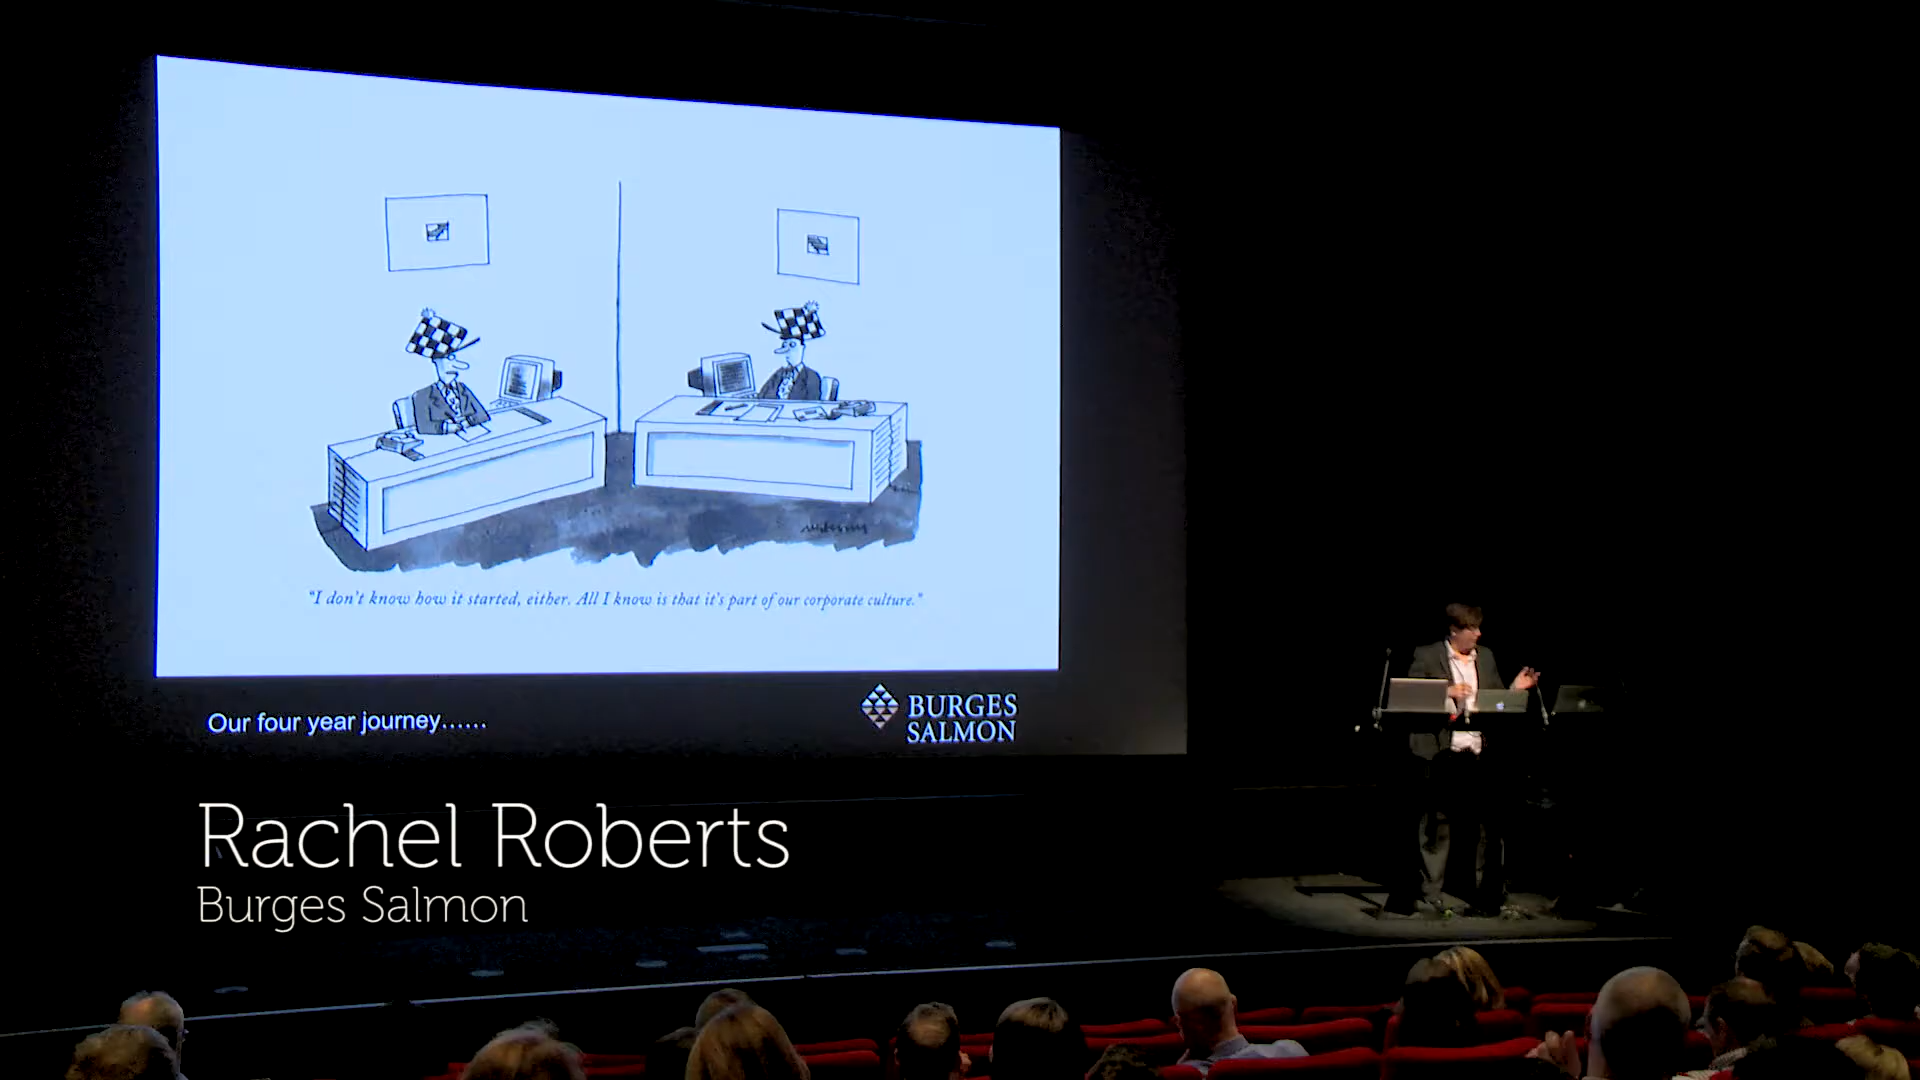 "I don't know how it started, either. All I know is that it's part of our corporate culture."
Our four year journey......
BURGES
SALMON
Rachel Roberts
Burges Salmon